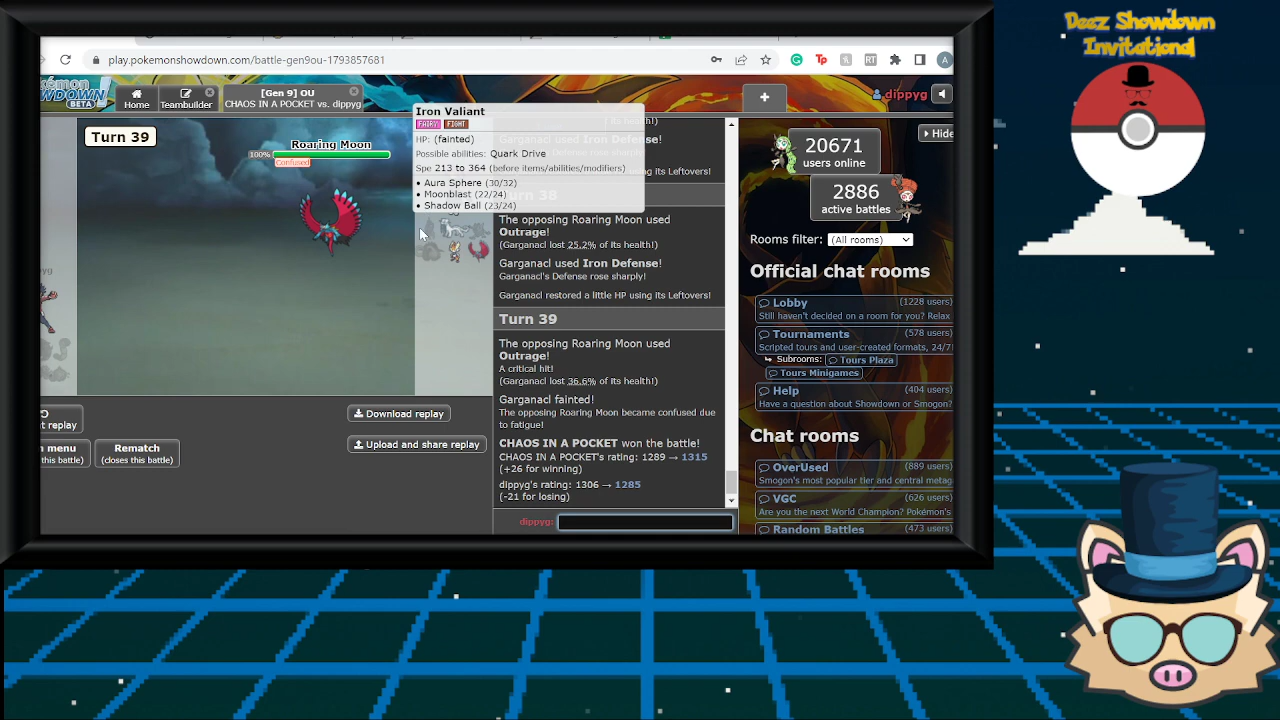 Deez Showdown
Invitational
play.pokemonshowdown.com/battle-gen9ou-1793857681
BETA
Home
Teambuilder
[Gen 9] OU
CHAOS IN A POCKET vs. dippyg
dippyg
Turn 39
Roaring Moon
100%
Confused
Iron Valiant
FAIRY FIGHT
HP: (fainted)
Possible abilities: Quark Drive
Spe 213 to 364 (before items/abilities/modifiers)
• Aura Sphere (30/32)
• Moonblast (22/24)
• Shadow Ball (23/24)
The opposing Roaring Moon used
Outrage!
(Garganacl lost 25.2% of its health!)
Garganacl used Iron Defense!
Garganacl's Defense rose sharply!
Garganacl restored a little HP using its Leftovers!
Turn 39
The opposing Roaring Moon used
Outrage!
A critical hit!
(Garganacl lost 36.6% of its health!)
Garganacl fainted!
The opposing Roaring Moon became confused due
to fatigue!
CHAOS IN A POCKET won the battle!
CHAOS IN A POCKET's rating: 1289 → 1315
(+26 for winning)
dippyg's rating: 1306 → 1285
(-21 for losing)
dippyg:
Download replay
Upload and share replay
Rematch
(closes this battle)
20671
users online
2886
active battles
Hide
Rooms filter: (All rooms)
Official chat rooms
Lobby (1228 users)
Still haven't decided on a room for you? Relax
Tournaments (578 users)
Scripted tours and user-created formats, 24/7!
Subrooms: Tours Plaza
Tours Minigames
Help (404 users)
Have a question about Showdown or Smogon?
Chat rooms
OverUsed (889 users)
Smogon's most popular tier and central metag
VGC (626 users)
Are you the next World Champion? Pokémon's
Random Battles (473 users)